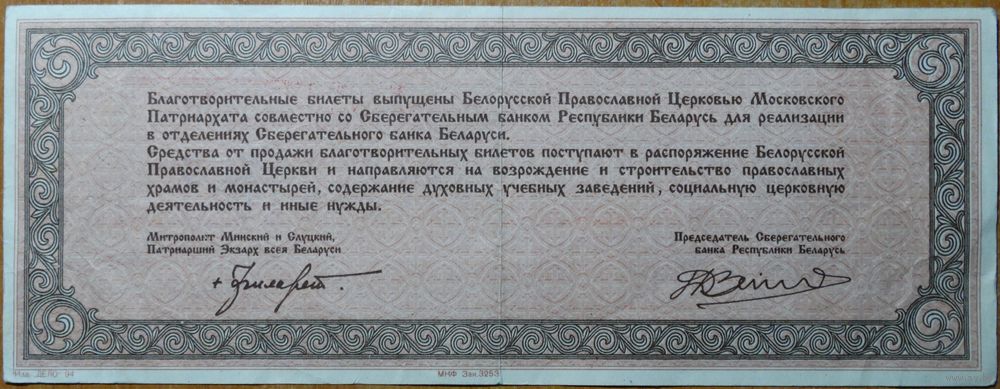 Благотворительные билеты выпущены Белорусской Православной Церковью Московского
Патриархата совместно со Сберегательным банком Республики Беларусь для реализации
в отделениях Сберегательного банка Беларуси.
Средства от продажи благотворительных билетов поступают в распоряжение Белорусской
Православной Церкви и направляются на возрождение и строительство православных
храмов и монастырей, содержание духовных учебных заведений, социальную церковную
деятельность и иные нужды.
Митрополит Минский и Слуцкий,
Патриарший Экзарх всея Беларуси
Председатель Сберегательного
банка Республики Беларусь
+ Филарет.
"ДЕЛО" 94
МНФ Зак. 3253